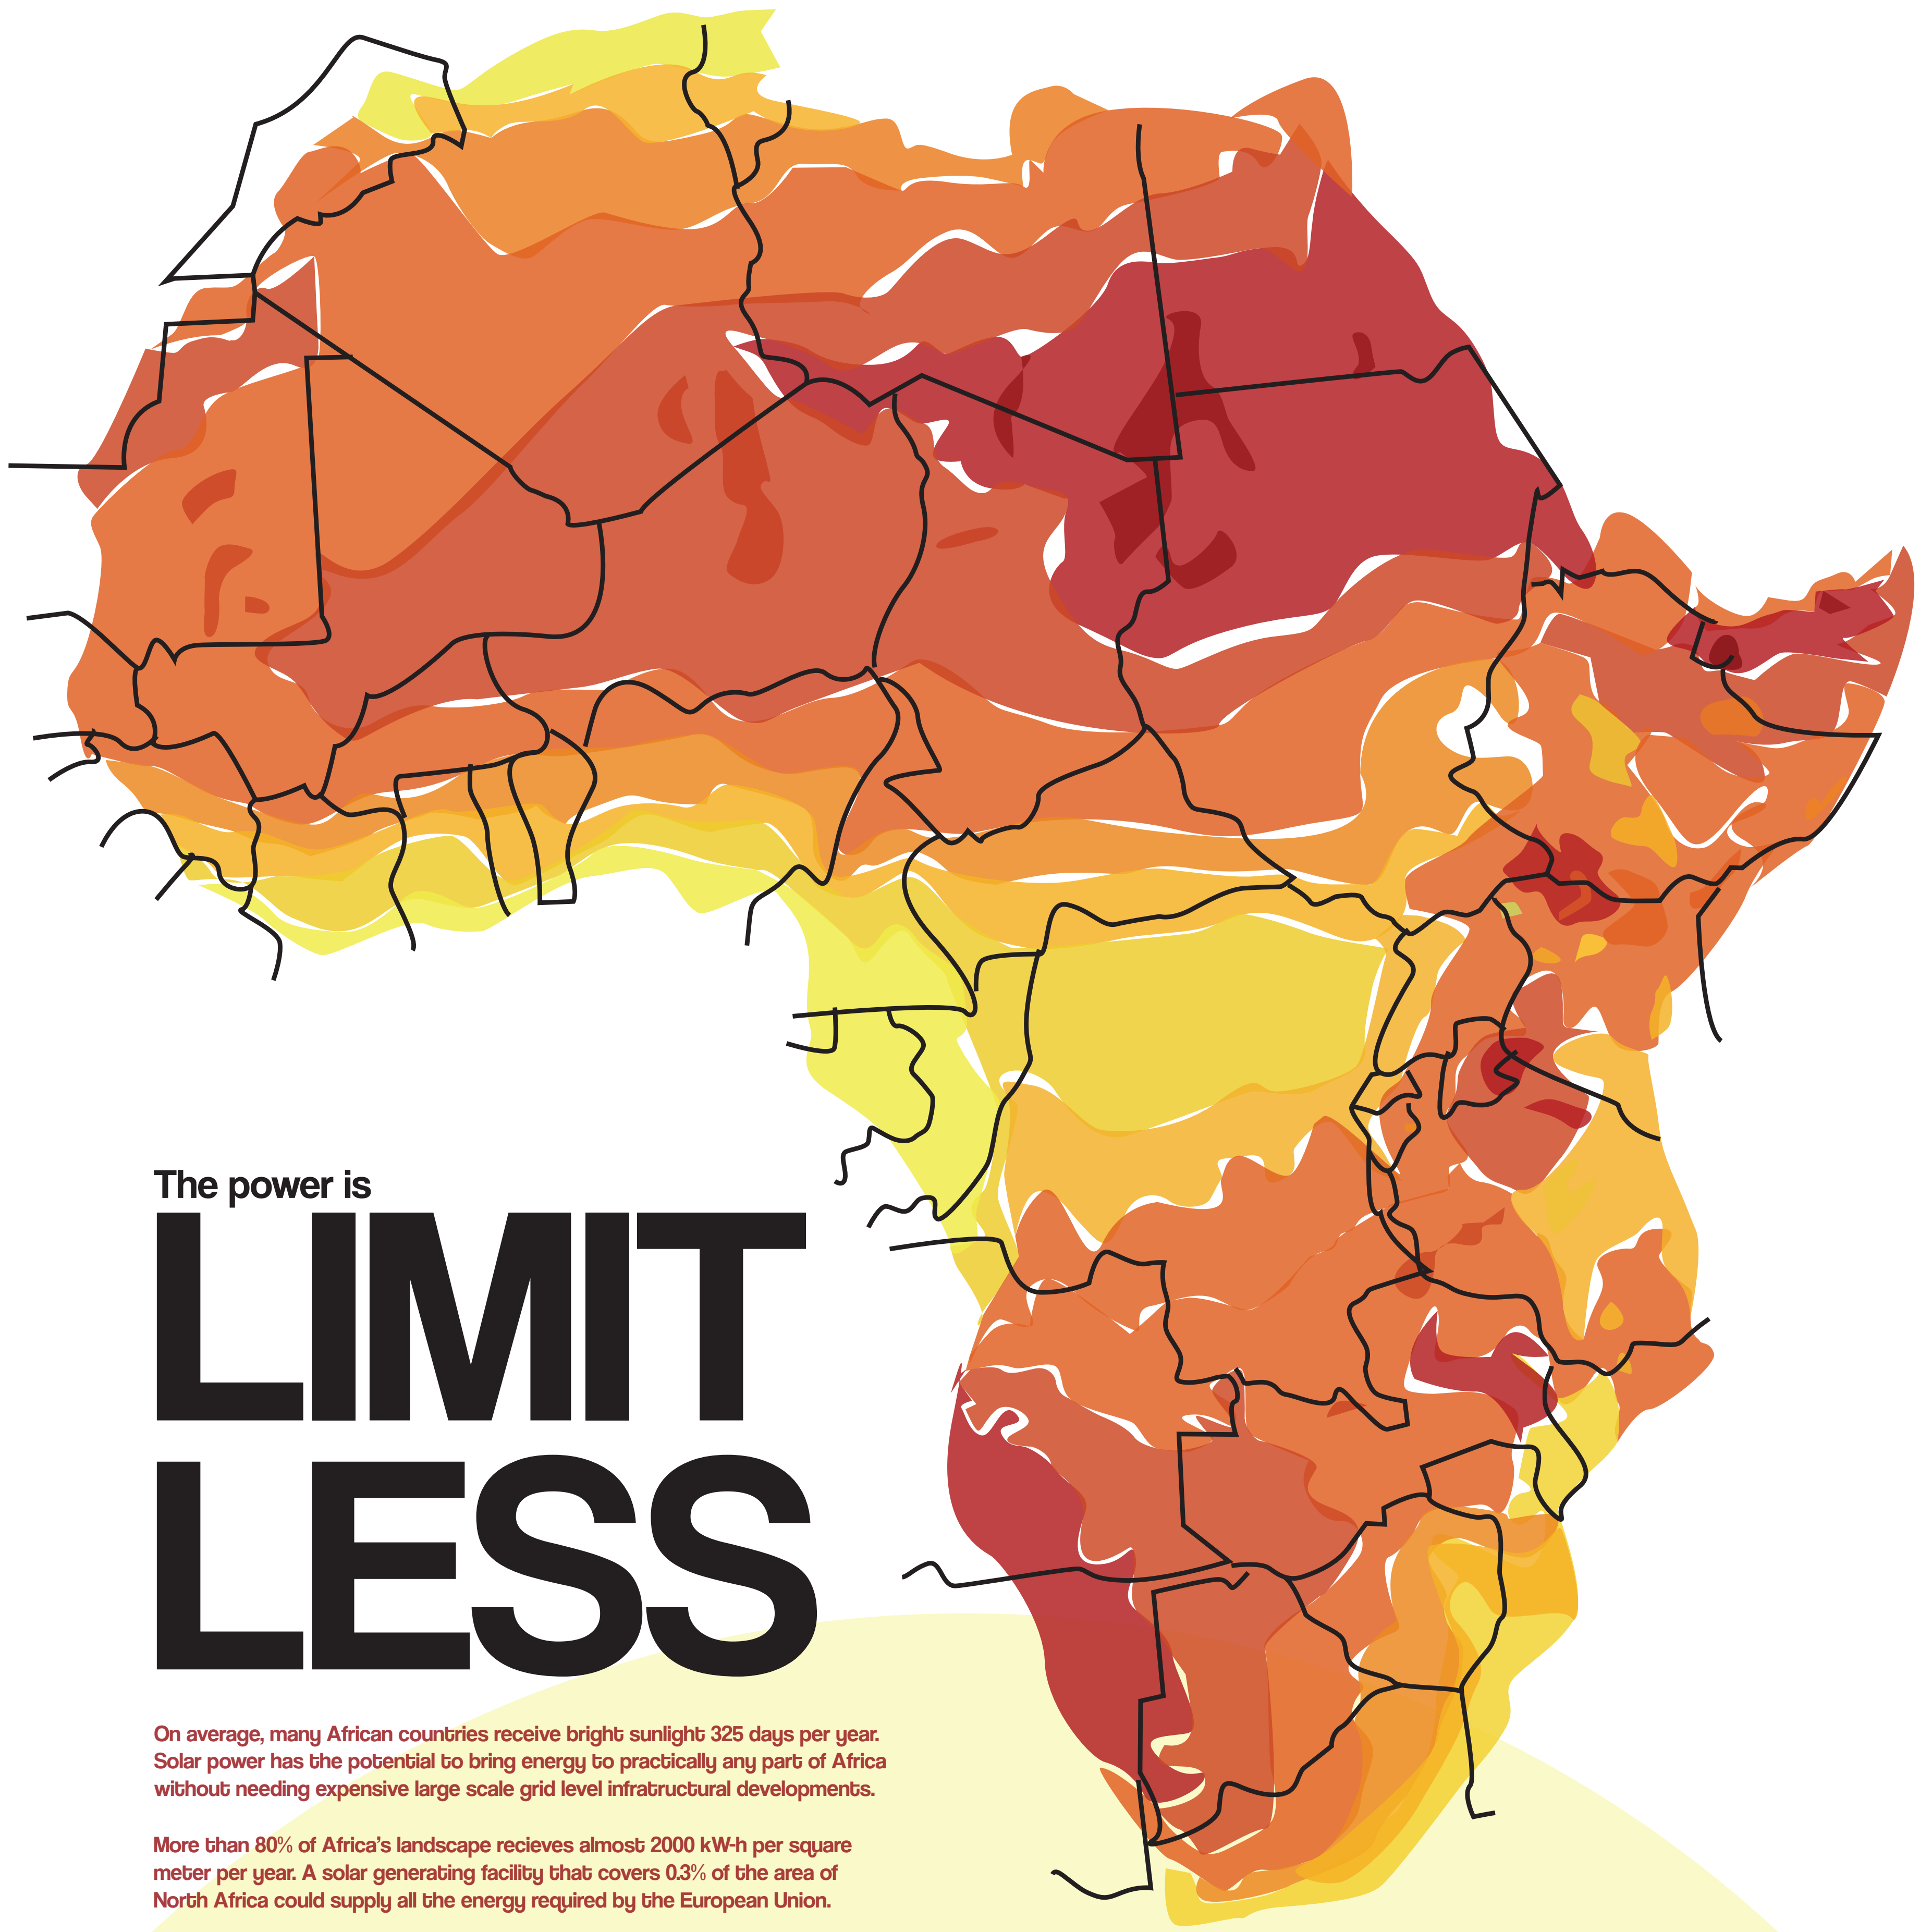 The power is
LIMIT
LESS
On average, many African countries receive bright sunlight 325 days per year.
Solar power has the potential to bring energy to practically any part of Africa
without needing expensive large scale grid level infratructural developments.
More than 80% of Africa's landscape recieves almost 2000 kW-h per square
meter per year. A solar generating facility that covers 0.3% of the area of
North Africa could supply all the energy required by the European Union.